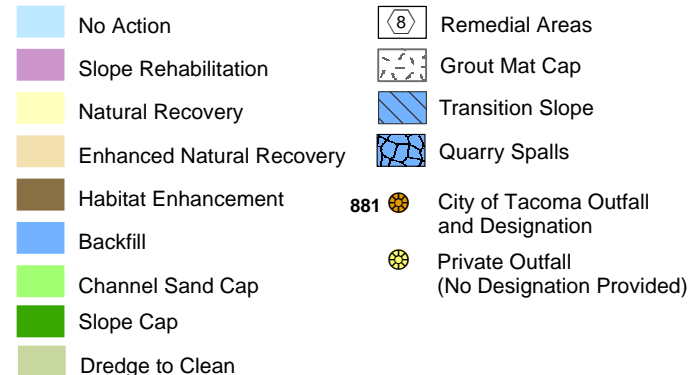 No Action
Slope Rehabilitation
Natural Recovery
Enhanced Natural Recovery
Habitat Enhancement
Backfill
Channel Sand Cap
Slope Cap
Dredge to Clean
8 Remedial Areas
Grout Mat Cap
Transition Slope
Quarry Spalls
881 City of Tacoma Outfall
and Designation
Private Outfall
(No Designation Provided)